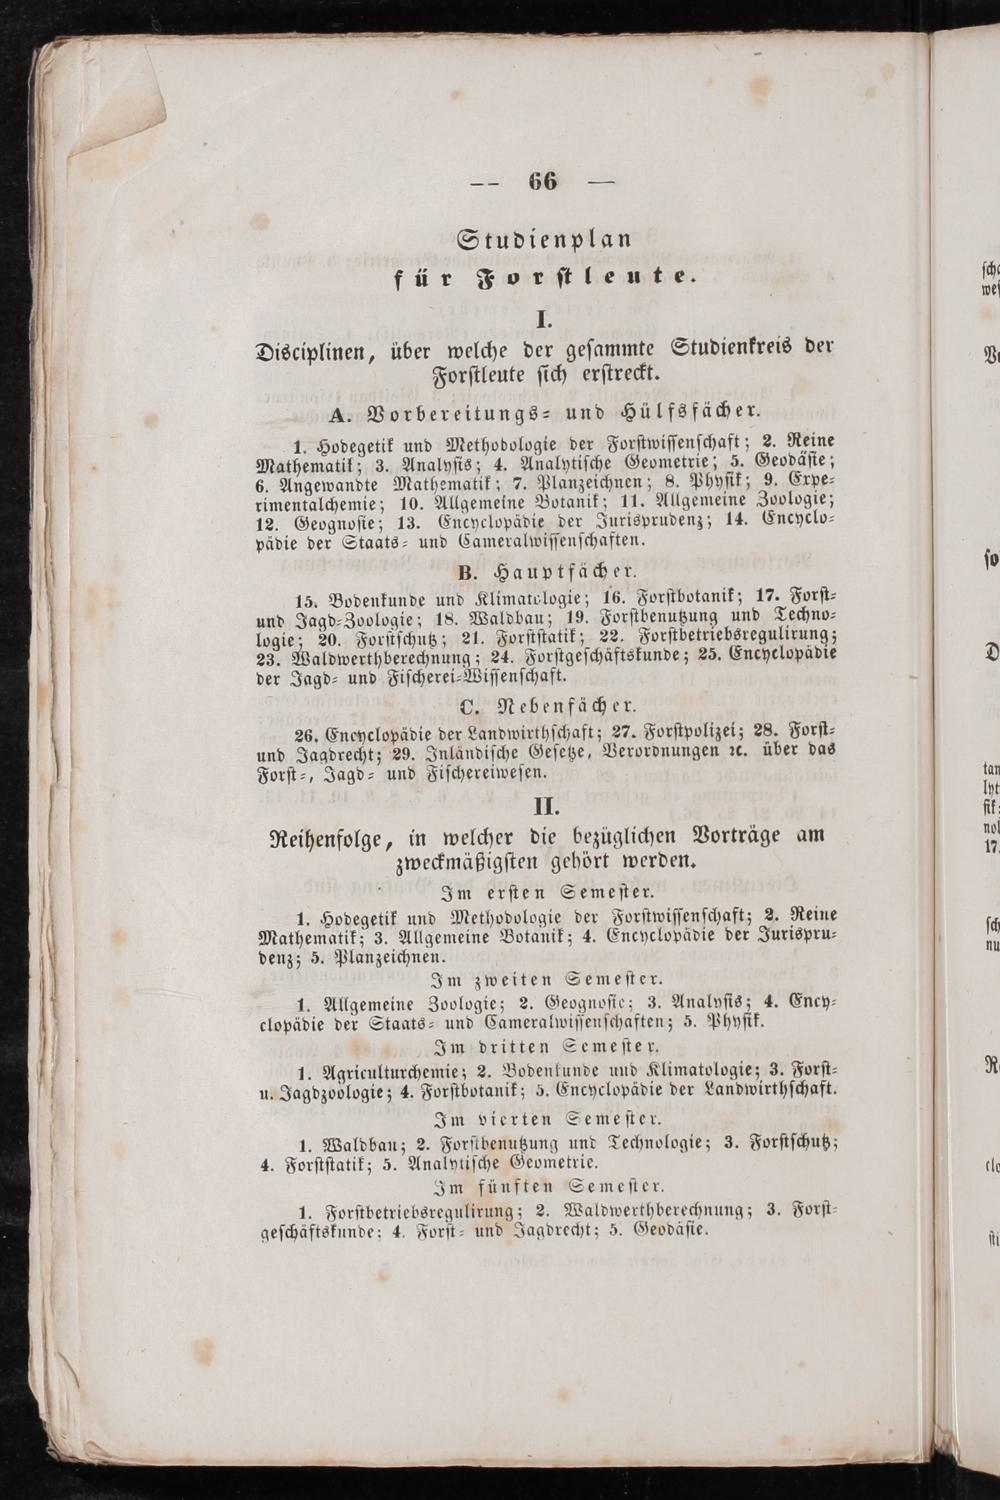 — 66 —
Studienplan
für Forstleute.
I.
Disciplinen, über welche der gesammte Studienkreis der
Forstleute sich erstreckt.
A. Vorbereitungs- und Hülfsfächer.
1. Hodegetik und Methodologie der Forstwissenschaft; 2. Reine
Mathematik; 3. Analysis; 4. Analytische Geometrie; 5. Geodäsie;
6. Angewandte Mathematik; 7. Planzeichnen; 8. Physik; 9. Expe-
rimentalchemie; 10. Allgemeine Botanik; 11. Allgemeine Zoologie;
12. Geognosie; 13. Encyclopädie der Jurisprudenz; 14. Encyclo-
pädie der Staats- und Cameralwissenschaften.
B. Hauptfächer.
15. Bodenkunde und Klimatologie; 16. Forstbotanik; 17. Forst-
und Jagd-Zoologie; 18. Waldbau; 19. Forstbenutzung und Techno-
logie; 20. Forstschutz; 21. Forststatik; 22. Forstbetriebsregulirung;
23. Waldwerthberechnung; 24. Forstgeschäftskunde; 25. Encyclopädie
der Jagd- und Fischerei-Wissenschaft.
C. Nebenfächer.
26. Encyclopädie der Landwirthschaft; 27. Forstpolizei; 28. Forst-
und Jagdrecht; 29. Inländische Gesetze, Verordnungen ꝛc. über das
Forst-, Jagd- und Fischereiwesen.
II.
Reihenfolge, in welcher die bezüglichen Vorträge am
zweckmäßigsten gehört werden.
Im ersten Semester.
1. Hodegetik und Methodologie der Forstwissenschaft; 2. Reine
Mathematik; 3. Allgemeine Botanik; 4. Encyclopädie der Jurispru-
denz; 5. Planzeichnen.
Im zweiten Semester.
1. Allgemeine Zoologie; 2. Geognosie; 3. Analysis; 4. Ency-
clopädie der Staats- und Cameralwissenschaften; 5. Physik.
Im dritten Semester.
1. Agriculturchemie; 2. Bodenkunde und Klimatologie; 3. Forst-
u. Jagdzoologie; 4. Forstbotanik; 5. Encyclopädie der Landwirthschaft.
Im vierten Semester.
1. Waldbau; 2. Forstbenutzung und Technologie; 3. Forstschutz;
4. Forststatik; 5. Analytische Geometrie.
Im fünften Semester.
1. Forstbetriebsregulirung; 2. Waldwerthberechnung; 3. Forst-
geschäftskunde; 4. Forst- und Jagdrecht; 5. Geodäsie.